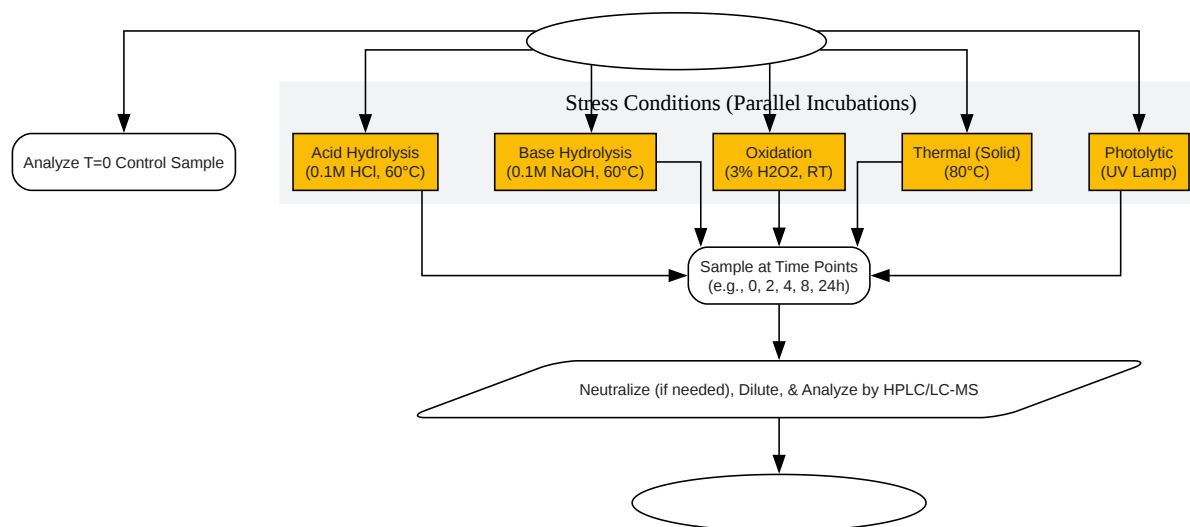 Stress Conditions (Parallel Incubations)
Analyze T=0 Control Sample
Acid Hydrolysis
(0.1M HCl, 60°C)
Base Hydrolysis
(0.1M NaOH, 60°C)
Oxidation
(3% H2O2, RT)
Thermal (Solid)
(80°C)
Photolytic
(UV Lamp)
Sample at Time Points
(e.g., 0, 2, 4, 8, 24h)
Neutralize (if needed), Dilute, & Analyze by HPLC/LC-MS